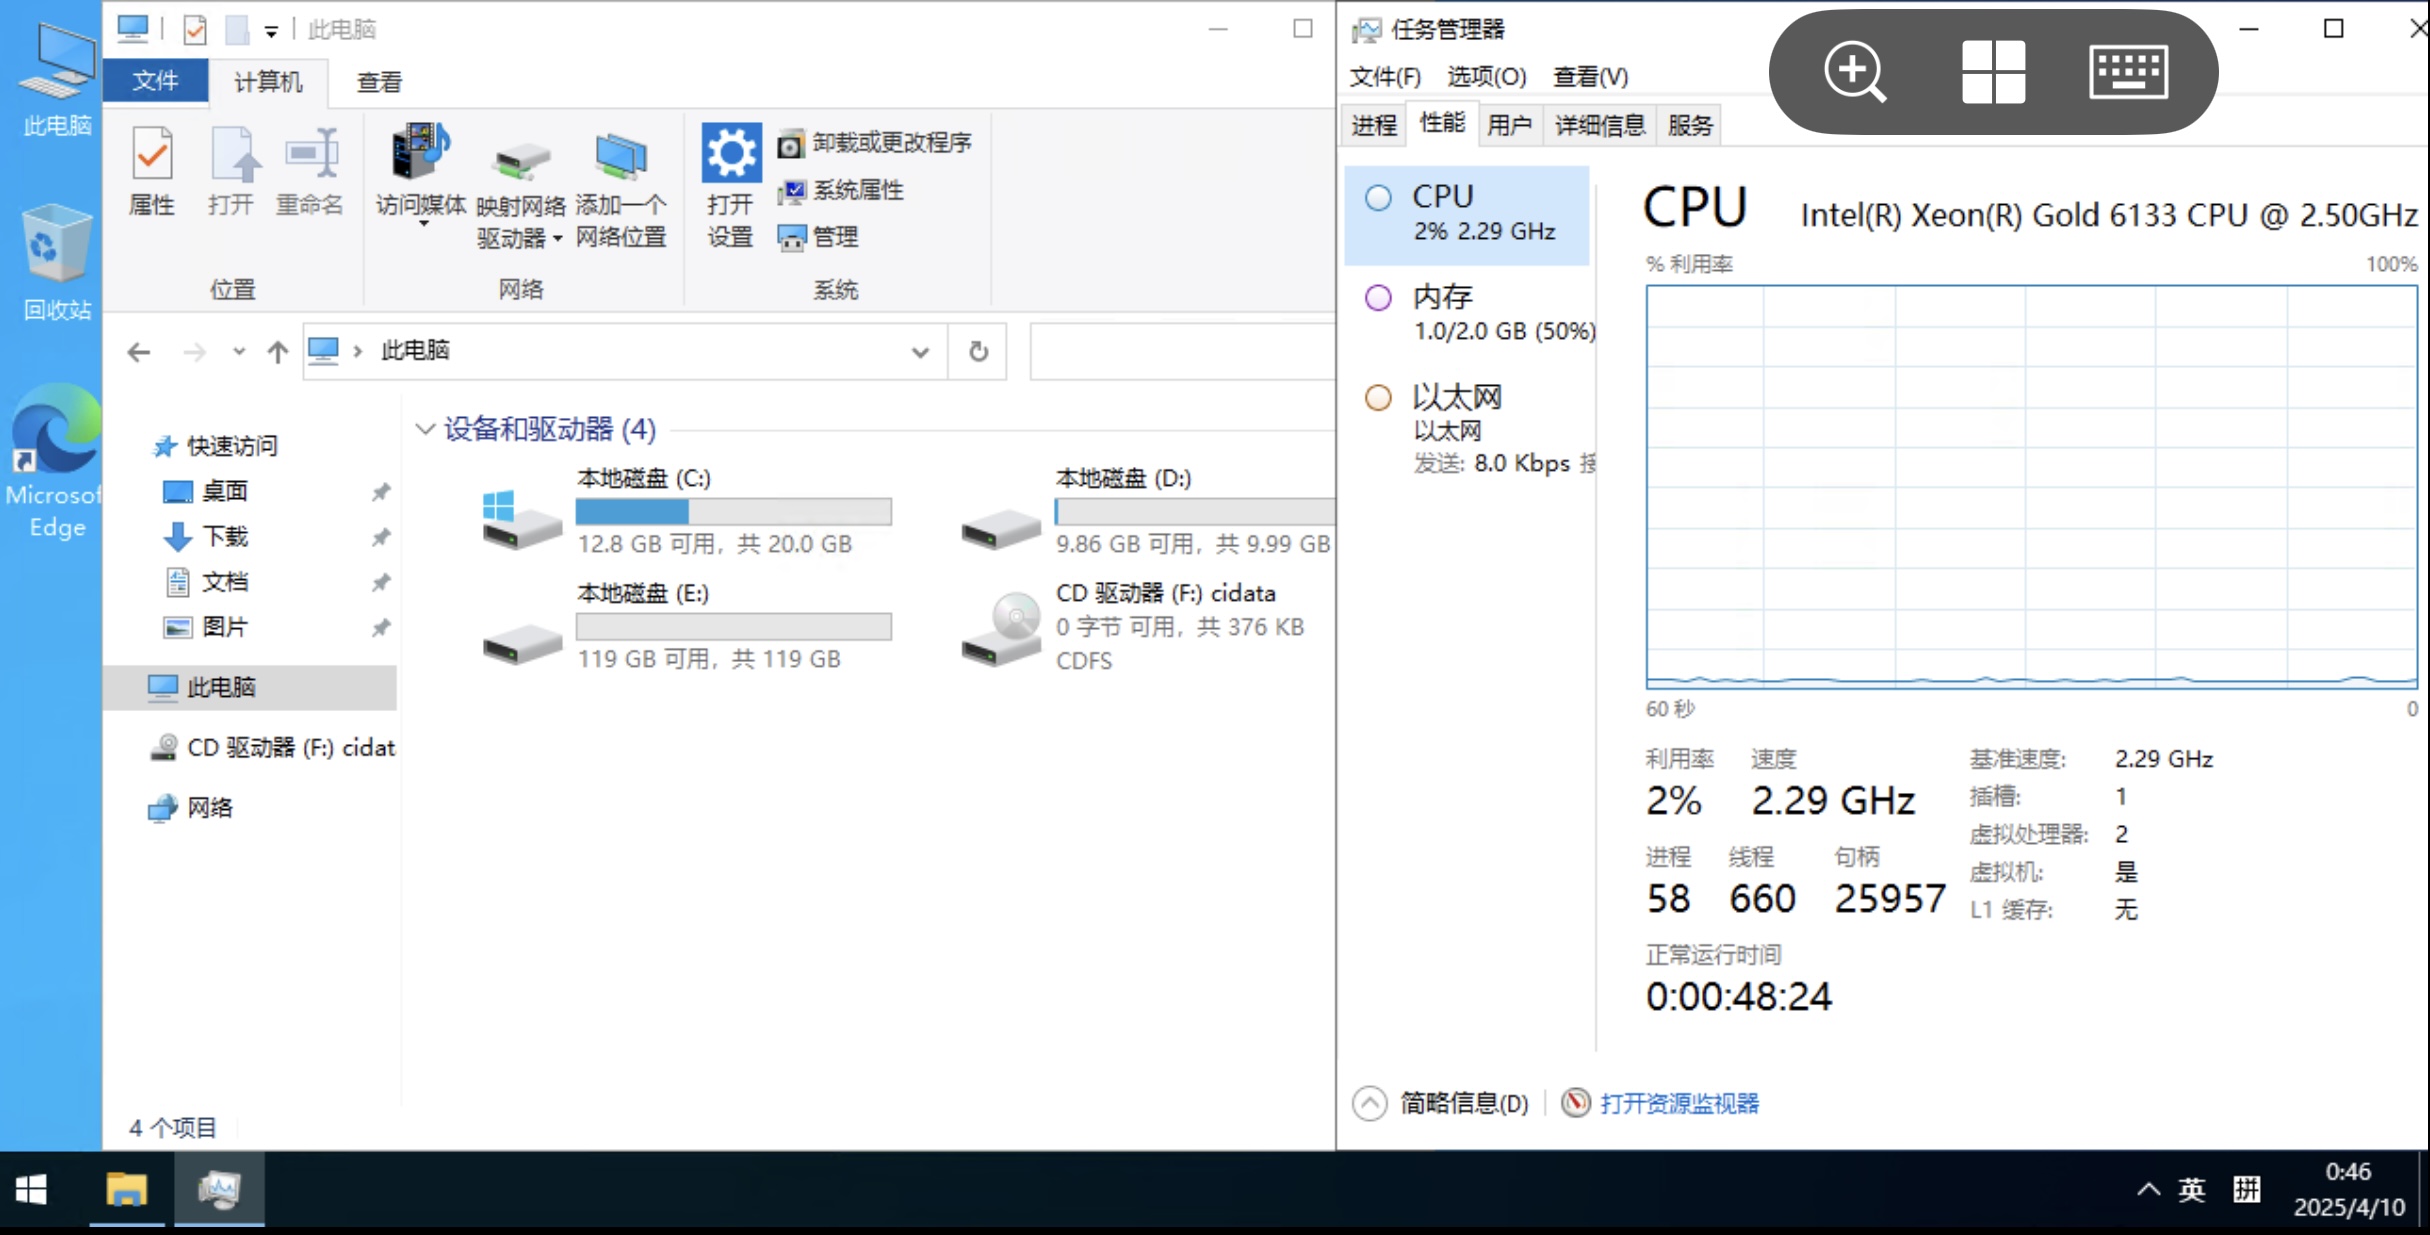 此电脑
回收站
Microsof
Edge
此电脑
文件 计算机 查看
属性 打开 重命名
访问媒体 映射网络 添加一个
驱动器 网络位置
打开
设置
卸载或更改程序
系统属性
管理
位置 网络 系统
此电脑
快速访问
桌面
下载
文档
图片
此电脑
CD 驱动器 (F:) cidat
网络
设备和驱动器 (4)
本地磁盘 (C:)
12.8 GB 可用, 共 20.0 GB
本地磁盘 (D:)
9.86 GB 可用, 共 9.99 GB
本地磁盘 (E:)
119 GB 可用, 共 119 GB
CD 驱动器 (F:) cidata
0 字节 可用, 共 376 KB
CDFS
4 个项目
任务管理器
文件(F) 选项(O) 查看(V)
进程 性能 用户 详细信息 服务
CPU
2% 2.29 GHz
内存
1.0/2.0 GB (50%)
以太网
以太网
发送: 8.0 Kbps
CPU Intel(R) Xeon(R) Gold 6133 CPU @ 2.50GHz
% 利用率 100%
60 秒 0
利用率 速度
2% 2.29 GHz
进程 线程 句柄
58 660 25957
正常运行时间
0:00:48:24
基准速度: 2.29 GHz
插槽: 1
虚拟处理器: 2
虚拟机: 是
L1 缓存: 无
简略信息(D) 打开资源监视器
英 拼
0:46
2025/4/10